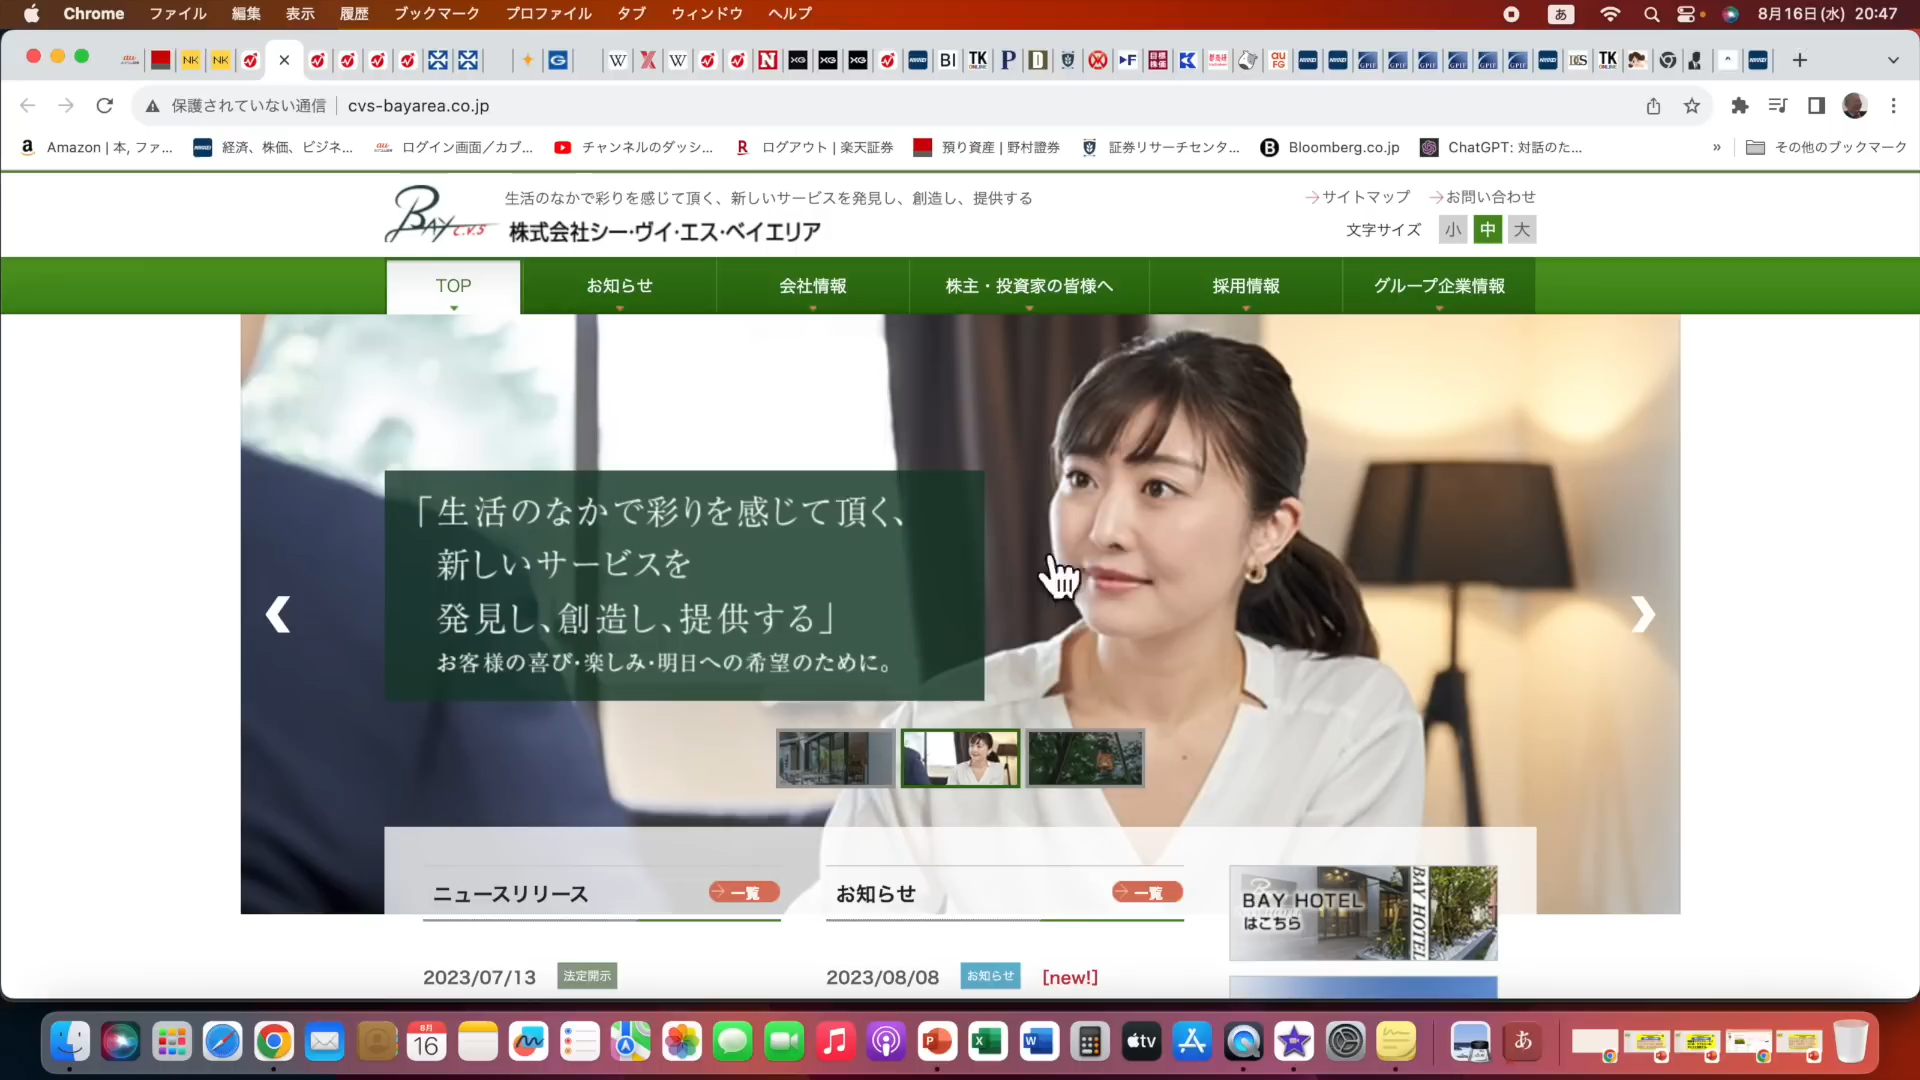 Chrome ファイル 編集 表示 履歴 ブックマーク プロファイル タブ ウィンドウ ヘルプ あ 8月16日(水) 20:47
保護されていない通信 cvs-bayarea.co.jp
Amazon | 本, ファ... 経済、株価、ビジネ... ログイン画面／カブ... チャンネルのダッシ... ログアウト | 楽天証券 預り資産 | 野村證券 証券リサーチセンタ... Bloomberg.co.jp ChatGPT: 対話のた... » その他のブックマーク
BAY C.V.S
生活のなかで彩りを感じて頂く、新しいサービスを発見し、創造し、提供する
株式会社シー・ヴイ・エス・ベイエリア
サイトマップ お問い合わせ
文字サイズ 小 中 大
TOP お知らせ 会社情報 株主・投資家の皆様へ 採用情報 グループ企業情報
「生活のなかで彩りを感じて頂く、
新しいサービスを
発見し、創造し、提供する」
お客様の喜び・楽しみ・明日への希望のために。
ニュースリリース 一覧
お知らせ 一覧
BAY HOTEL
はこちら
BAY HOTEL
2023/07/13 法定開示
2023/08/08 お知らせ [new!]
8月
16
tv
あ